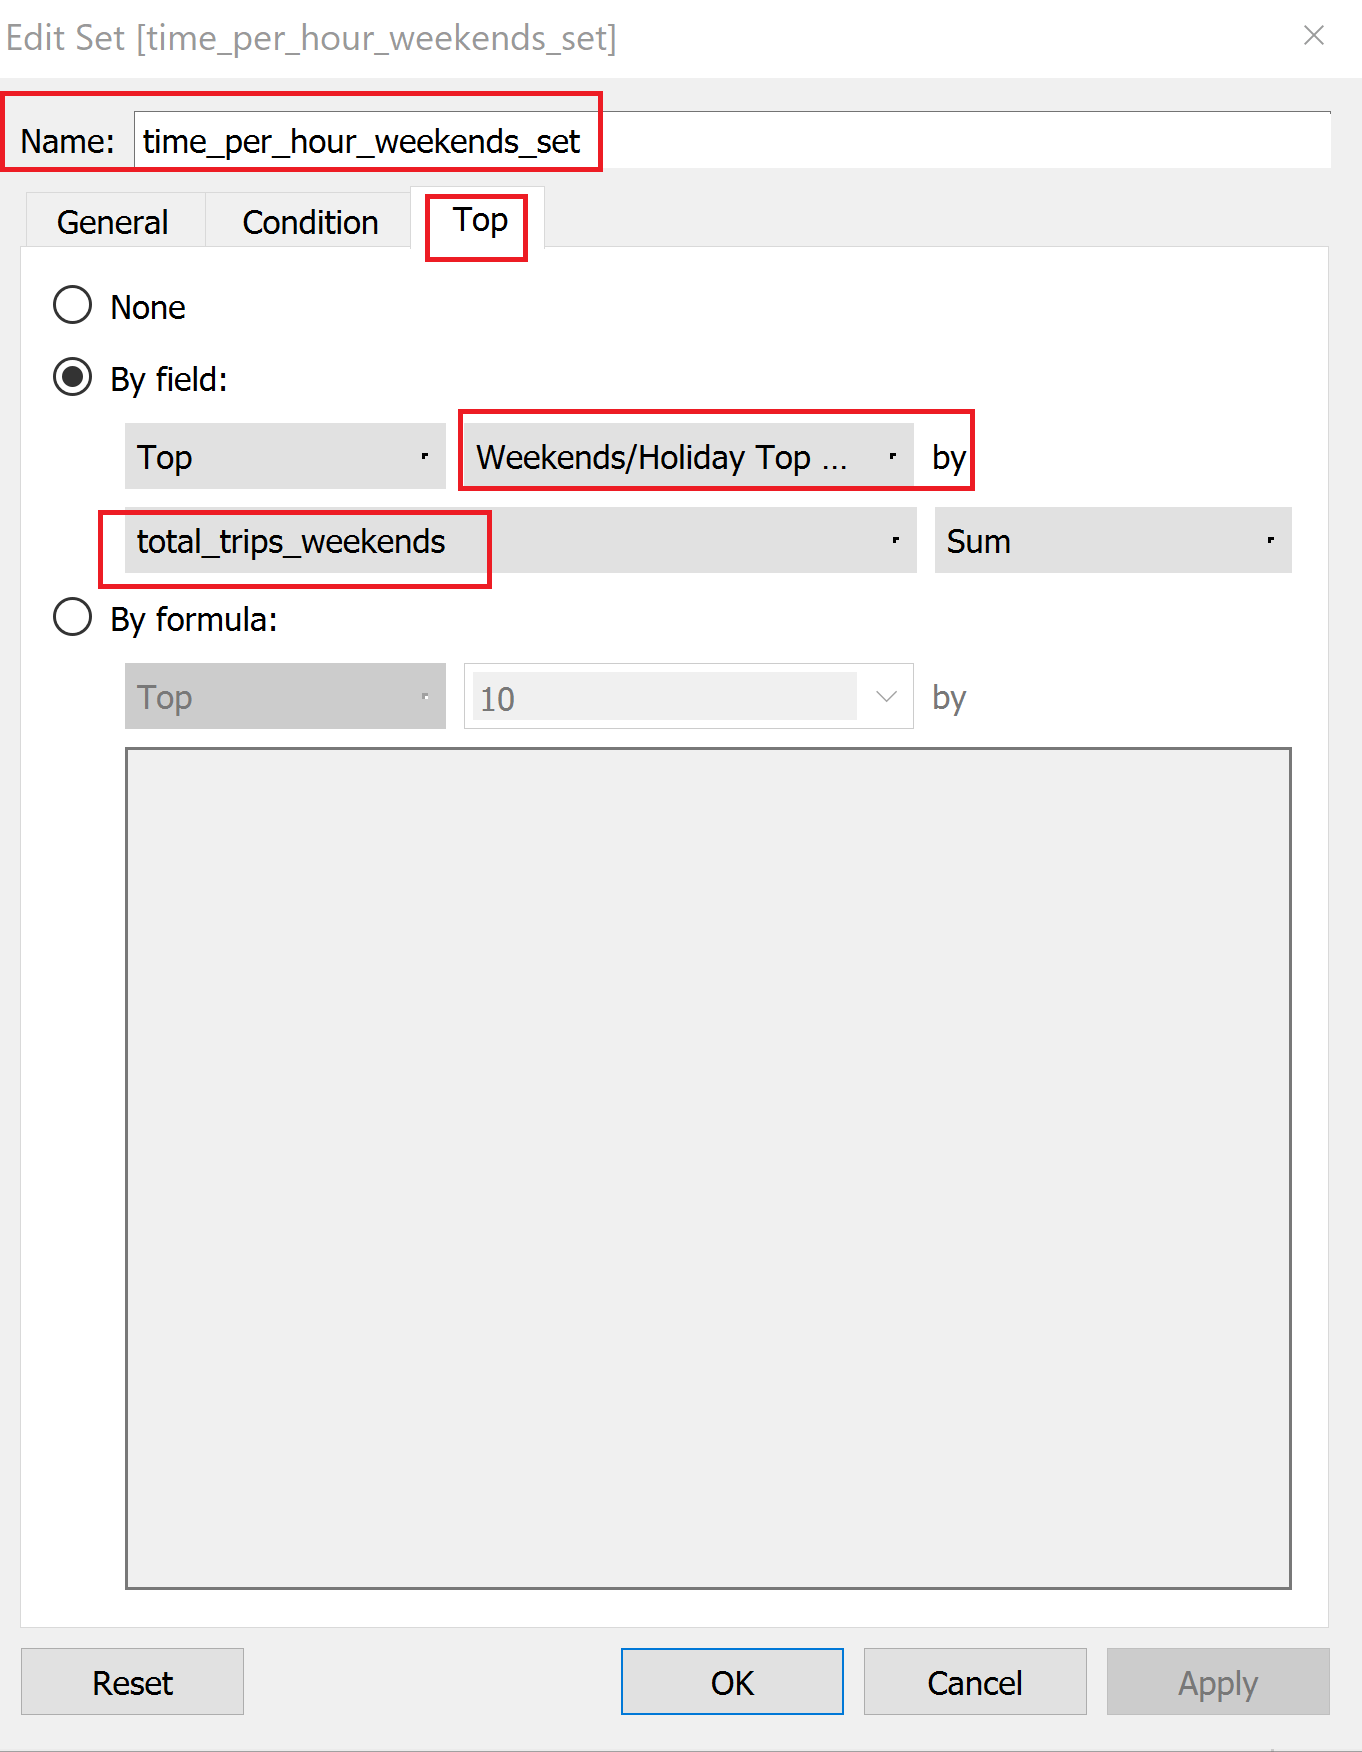 Edit Set [time_per_hour_weekends_set]
Name: time_per_hour_weekends_set
General Condition Top
None
By field:
Top Weekends/Holiday Top ... by
total_trips_weekends Sum
By formula:
Top 10 by
Reset OK Cancel Apply